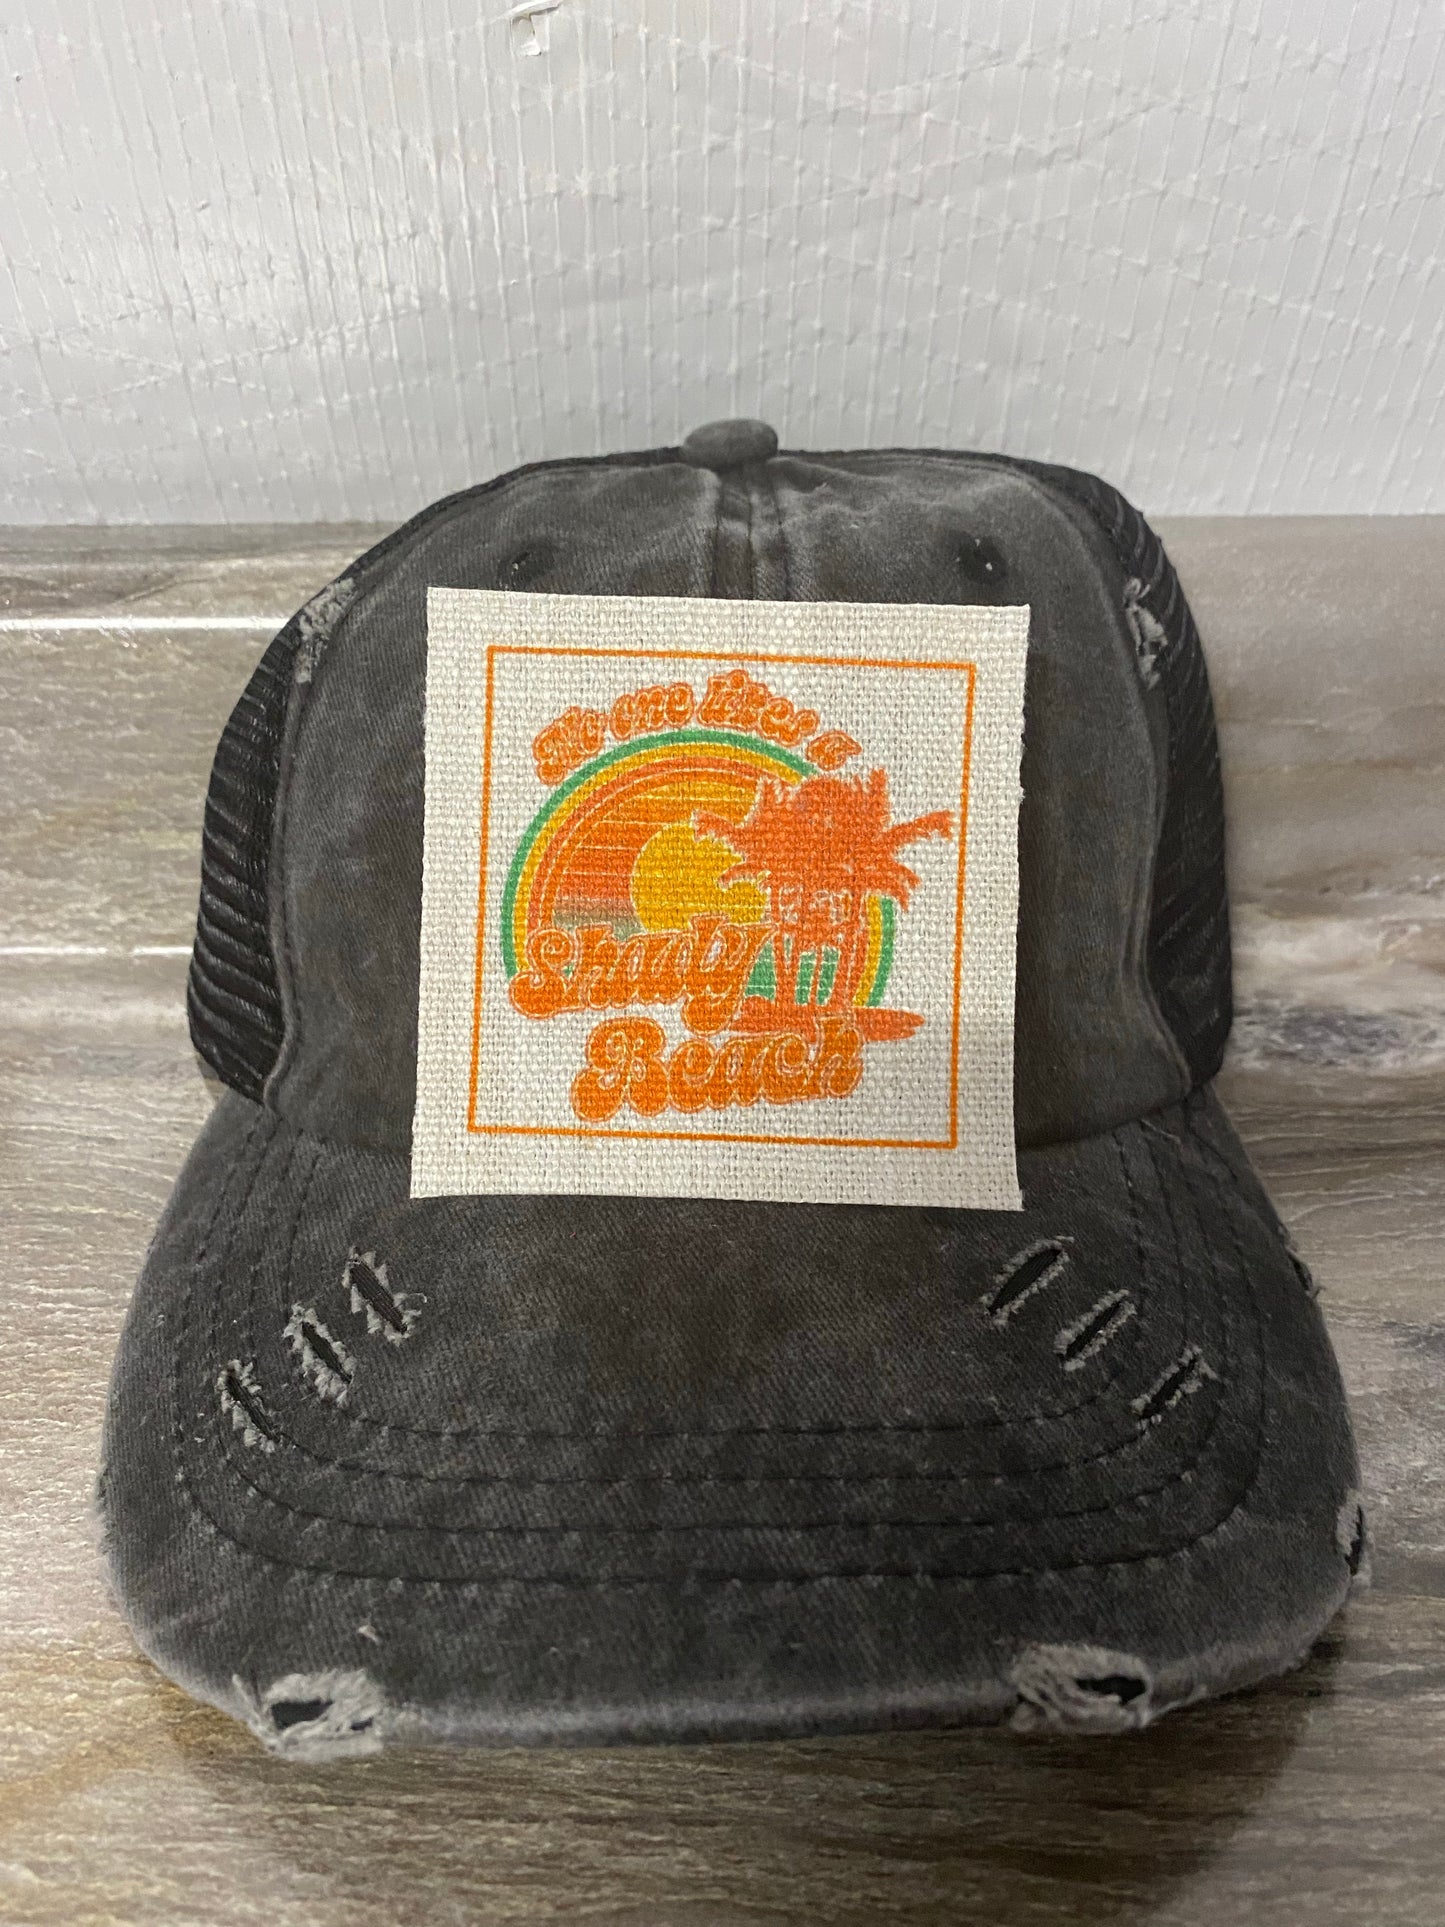 No one likes a
Shady
Beach